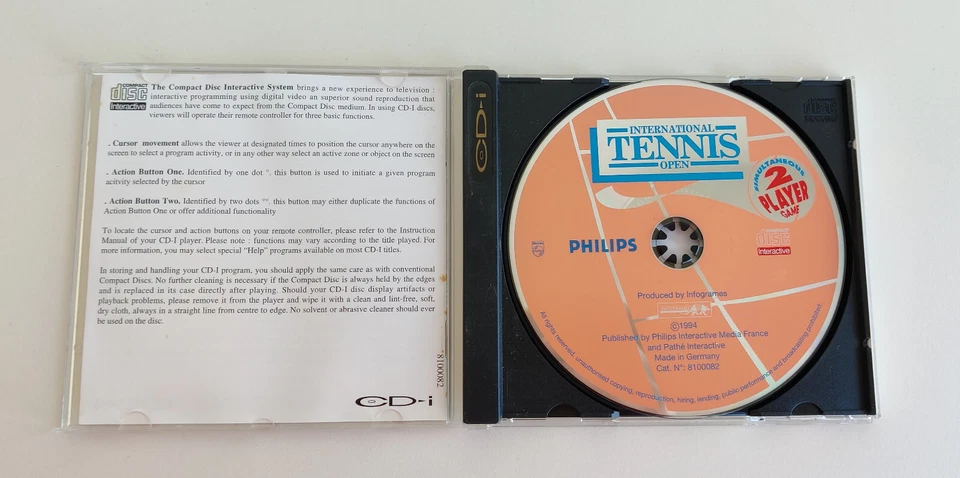 COMPACT
disc
Interactive
The Compact Disc Interactive System brings a new experience to television :
interactive programming using digital video an superior sound reproduction that
audiences have come to expect from the Compact Disc medium. In using CD-I discs,
viewers will operate their remote controller for three basic functions.
. Cursor movement allows the viewer at designated times to position the cursor anywhere on the
screen to select a program activity, or in any other way select an active zone or object on the screen
. Action Button One. Identified by one dot °, this button is used to initiate a given program
acitvity selected by the cursor
. Action Button Two. Identified by two dots °°, this button may either duplicate the functions of
Action Button One or offer additional functionality
To locate the cursor and action buttons on your remote controller, please refer to the Instruction
Manual of your CD-I player. Please note : functions may vary according to the title played. For
more information, you may select special "Help" programs available on most CD-I titles.
In storing and handling your CD-I program, you should apply the same care as with conventional
Compact Discs. No further cleaning is necessary if the Compact Disc is always held by the edges
and is replaced in its case directly after playing. Should your CD-I disc display artifacts or
playback problems, please remove it from the player and wipe it with a clean and lint-free, soft,
dry cloth, always in a straight line from centre to edge. No solvent or abrasive cleaner should ever
be used on the disc.
8100082
CD-i
CD-i
INTERNATIONAL
TENNIS
OPEN
SIMULTANEOUS
2
PLAYER
GAME
PHILIPS
disc
Interactive
Produced by Infogrames
©1994
Published by Philips Interactive Media France
and Pathé Interactive
Made in Germany
Cat. N°: 8100082
All rights reserved, unauthorised copying, reproduction, hiring, lending, public performance and broadcasting prohibited